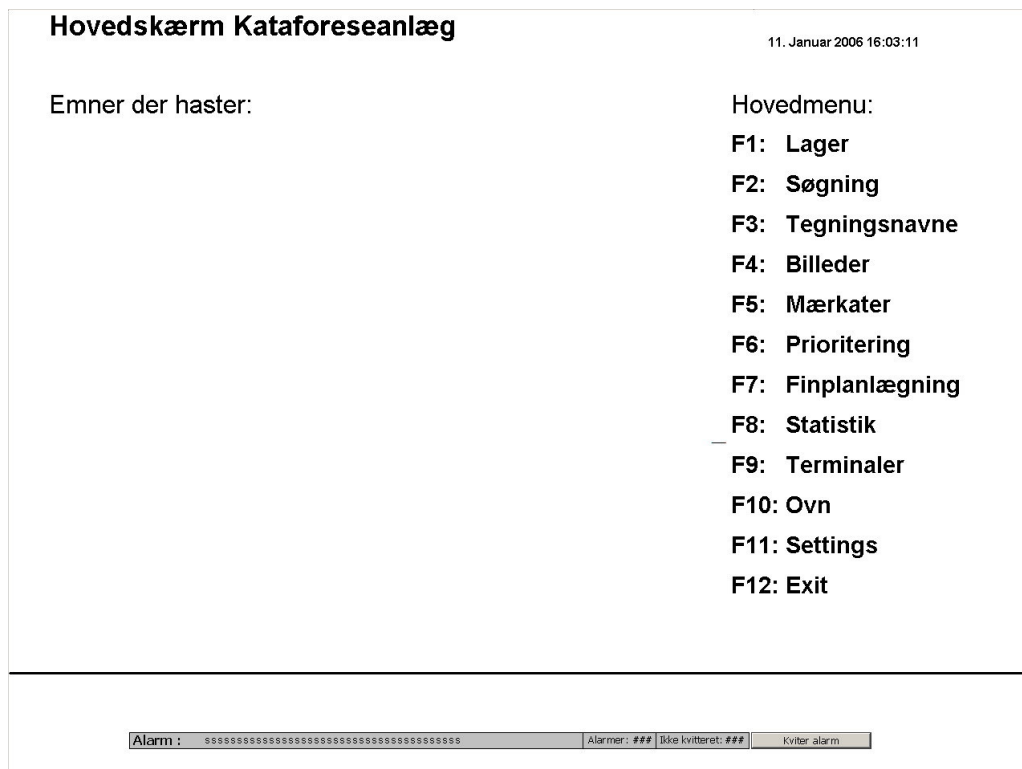 Hovedskærm Kataforeseanlæg
11. Januar 2006 16:03:11
Emner der haster:
Hovedmenu:
F1: Lager
F2: Søgning
F3: Tegningsnavne
F4: Billeder
F5: Mærkater
F6: Prioritering
F7: Finplanlægning
F8: Statistik
F9: Terminaler
F10: Ovn
F11: Settings
F12: Exit
Alarm : ssssssssssssssssssssssssssssssssssssssss Alarmer: ### Ikke kvitteret: ### Kviter alarm